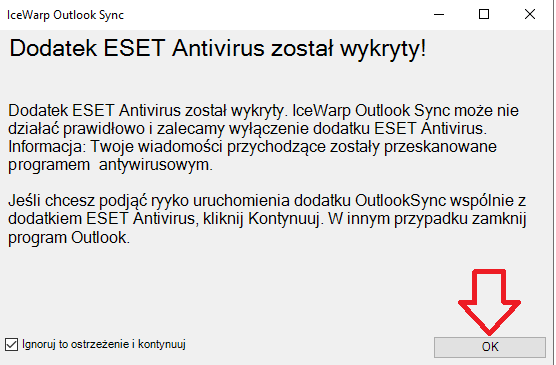 IceWarp Outlook Sync
Dodatek ESET Antivirus został wykryty!
Dodatek ESET Antivirus został wykryty. IceWarp Outlook Sync może nie
działać prawidłowo i zalecamy wyłączenie dodatku ESET Antivirus.
Informacja: Twoje wiadomości przychodzące zostały przeskanowane
programem  antywirusowym.
Jeśli chcesz podjąć ryyko uruchomienia dodatku OutlookSync wspólnie z
dodatkiem ESET Antivirus, kliknij Kontynuuj. W innym przypadku zamknij
program Outlook.
Ignoruj to ostrzeżenie i kontynuuj
OK